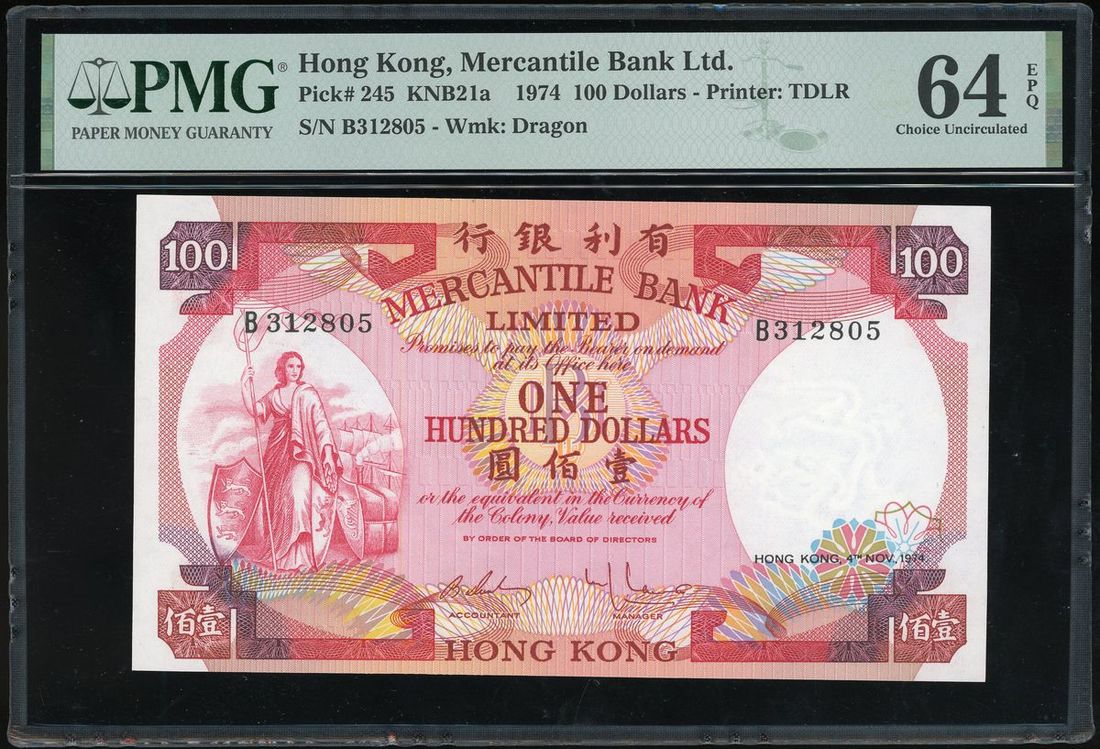 PMG®
PAPER MONEY GUARANTY
Hong Kong, Mercantile Bank Ltd.
Pick# 245 KNB21a 1974 100 Dollars - Printer: TDLR
S/N B312805 - Wmk: Dragon
64
EPQ
Choice Uncirculated
100
行銀利有
100
MERCANTILE BANK
LIMITED
B312805
B312805
Promises to pay the Bearer on demand
at its Office here
ONE
HUNDRED DOLLARS
圓佰壹
or the equivalent in the Currency of
the Colony, Value received
BY ORDER OF THE BOARD OF DIRECTORS
HONG KONG, 4TH NOV. 1974.
ACCOUNTANT
MANAGER
佰壹
HONG KONG
佰壹